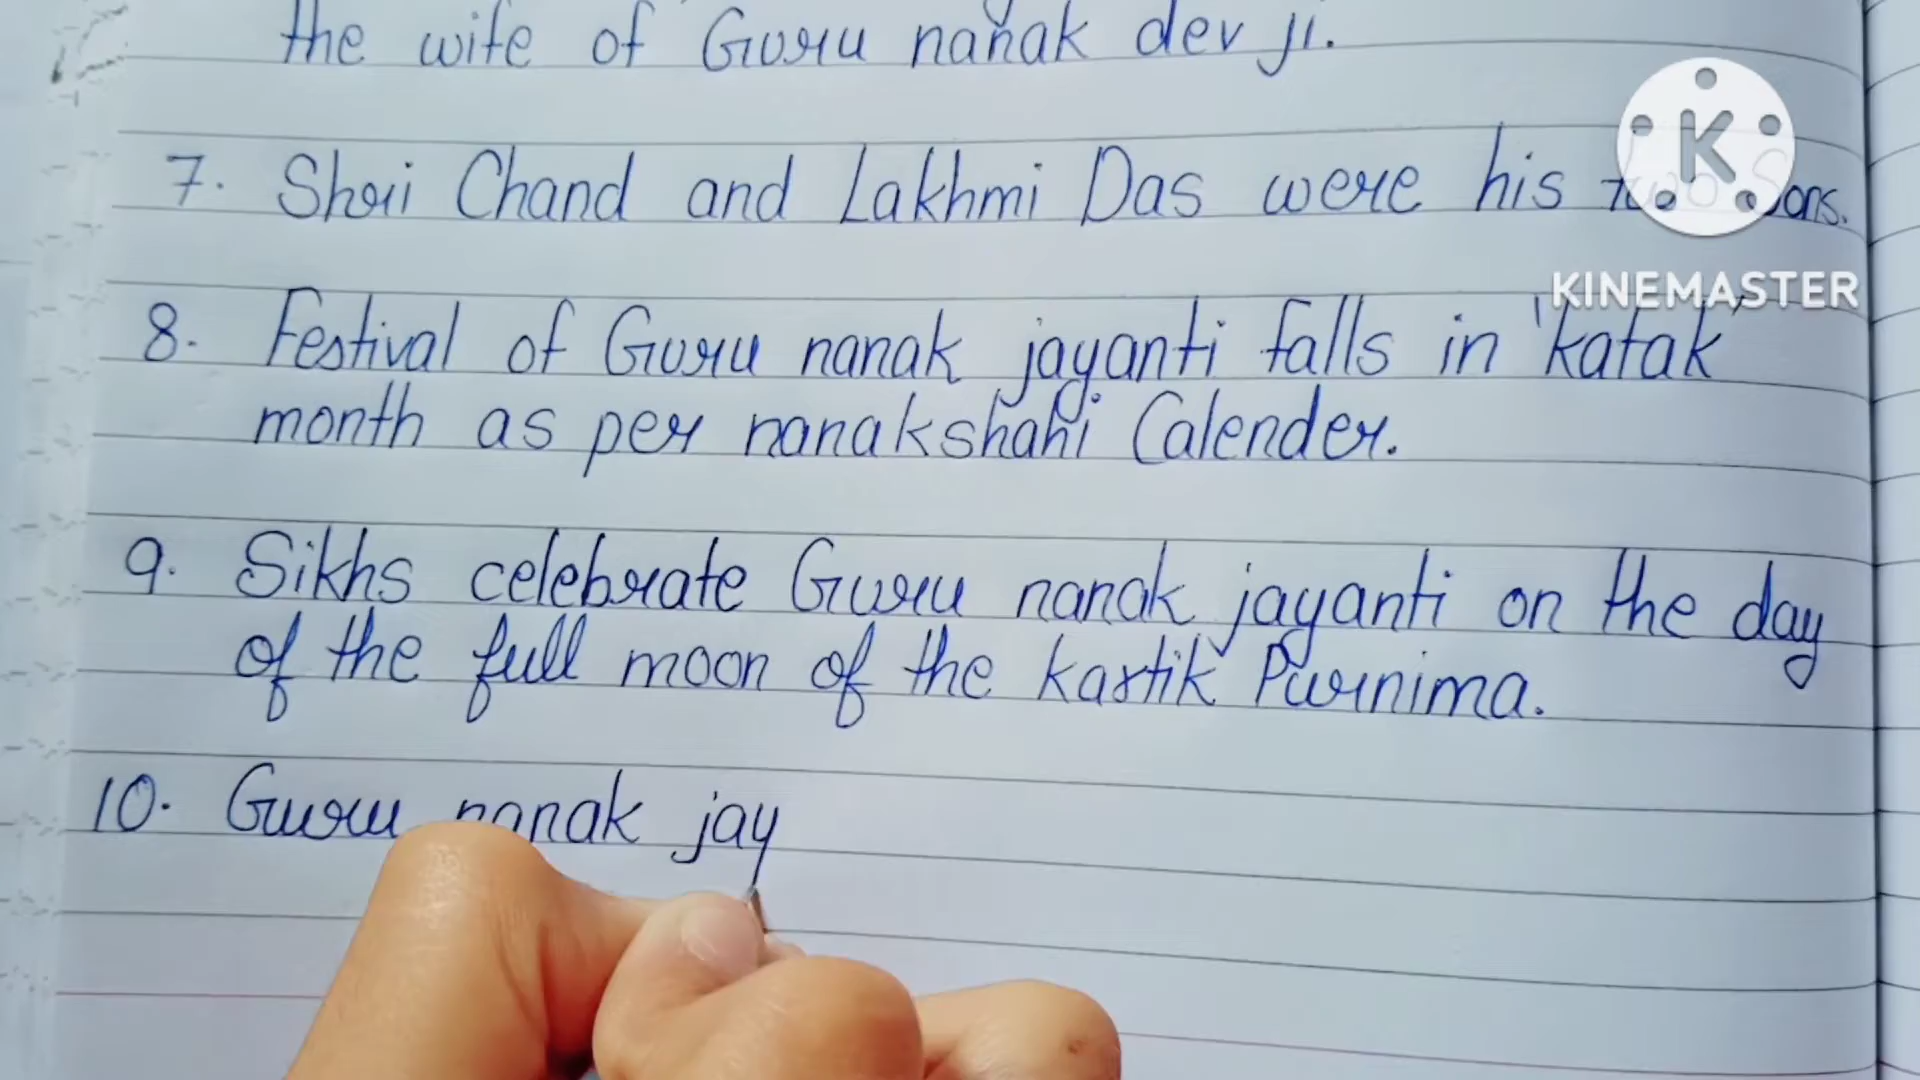 the wife of Guru nanak dev ji.
7. Shri Chand and Lakhmi Das were his two Sons.
KINEMASTER
8. Festival of Guru nanak jayanti falls in 'katak'
month as per nanakshahi Calender.
9. Sikhs celebrate Guru nanak jayanti on the day
of the full moon of the kartik Purnima.
10. Guru nanak jay